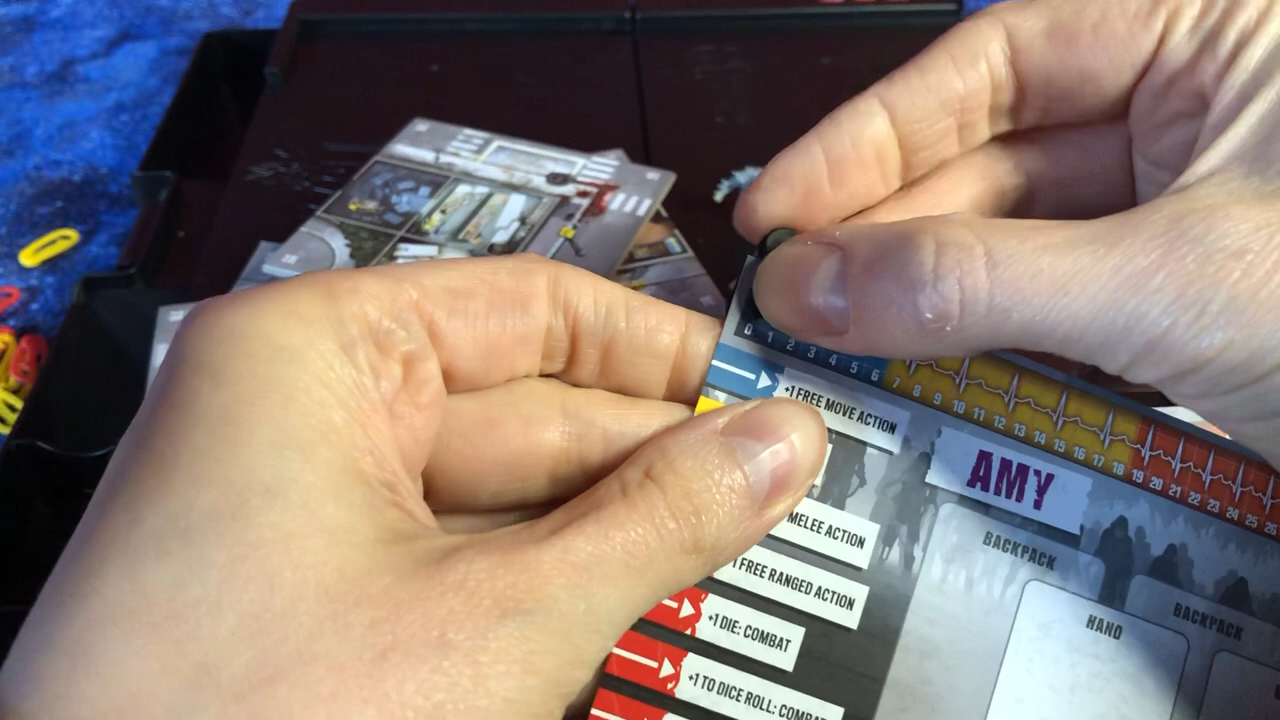 0 1 2 3 4 5 6 7 8 9 10 11 12 13 14 15 16 17 18 19 20 21 22 23 24 25 26
+1 FREE MOVE ACTION
AMY
MELEE ACTION
BACKPACK
FREE RANGED ACTION
BACKPACK
HAND
+1 DIE: COMBAT
+1 TO DICE ROLL: COMBAT